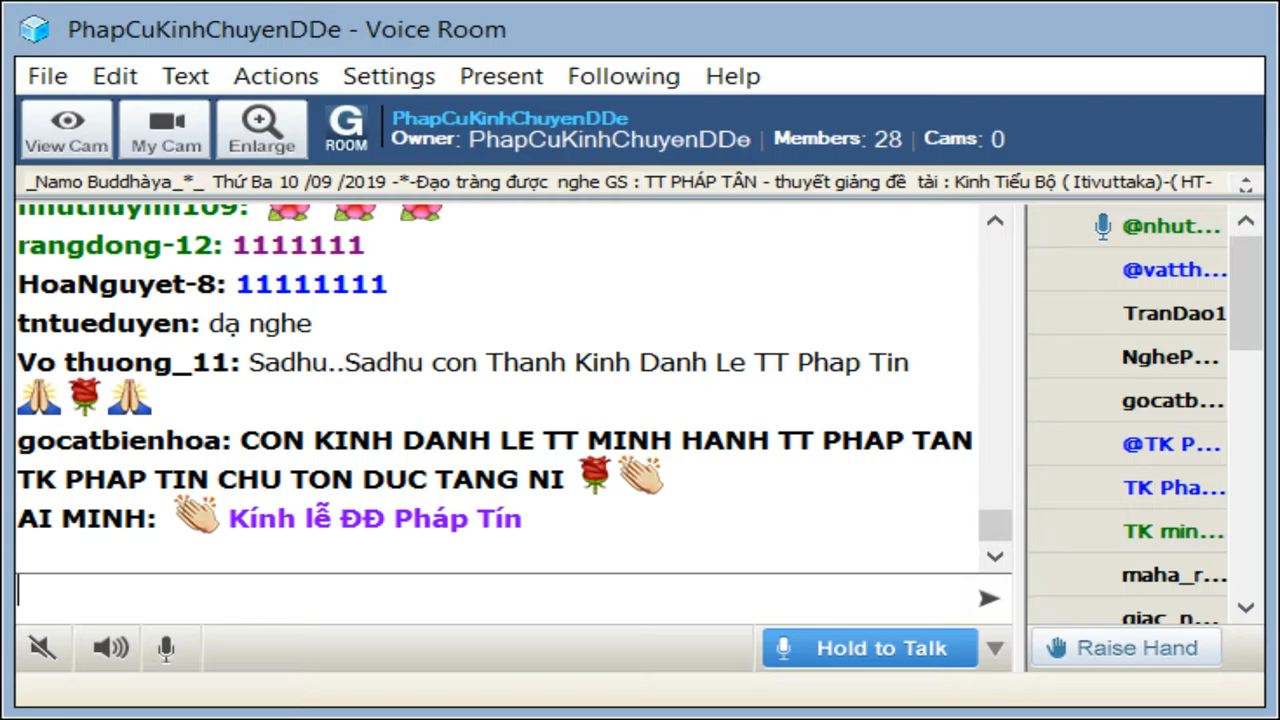 PhapCuKinhChuyenDDe - Voice Room
File Edit Text Actions Settings Present Following Help
View Cam My Cam Enlarge G ROOM
PhapCuKinhChuyenDDe
Owner: PhapCuKinhChuyenDDe | Members: 28 | Cams: 0
_Namo Buddhàya_*_ Thứ Ba 10 /09 /2019 -*-Đạo tràng được nghe GS : TT PHÁP TÂN - thuyết giảng đề tài : Kinh Tiểu Bộ ( Itivuttaka)-( HT-
rangdong-12: 1111111
HoaNguyet-8: 11111111
tntueduyen: dạ nghe
Vo thuong_11: Sadhu..Sadhu con Thanh Kinh Danh Le TT Phap Tin
gocatbienhoa: CON KINH DANH LE TT MINH HANH TT PHAP TAN
TK PHAP TIN CHU TON DUC TANG NI
AI MINH: Kính lễ ĐĐ Pháp Tín
@nhut...
@vatth...
TranDao1
NgheP...
gocatb...
@TK P...
TK Pha...
TK min...
maha_r...
giac_n...
Hold to Talk
Raise Hand